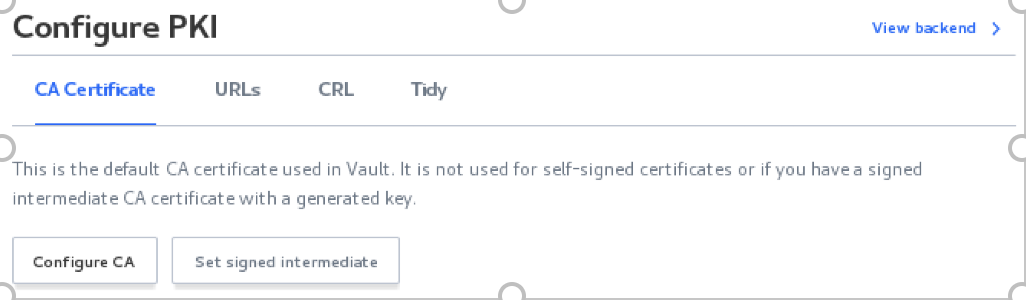 Configure PKI
View backend
CA Certificate URLs CRL Tidy
This is the default CA certificate used in Vault. It is not used for self-signed certificates or if you have a signed
intermediate CA certificate with a generated key.
Configure CA Set signed intermediate